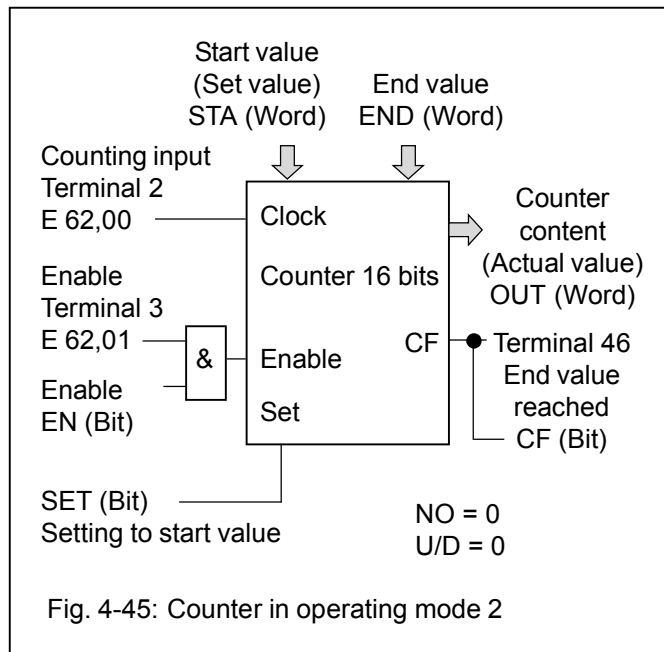 Start value
(Set value)
STA (Word)
End value
END (Word)
Counting input
Terminal 2
E 62,00
Clock
Counter
content
(Actual value)
OUT (Word)
Counter 16 bits
Enable
Terminal 3
E 62,01
&
Enable
CF
Terminal 46
End value
reached
CF (Bit)
Enable
EN (Bit)
Set
SET (Bit)
Setting to start value
NO = 0
U/D = 0
Fig. 4-45: Counter in operating mode 2